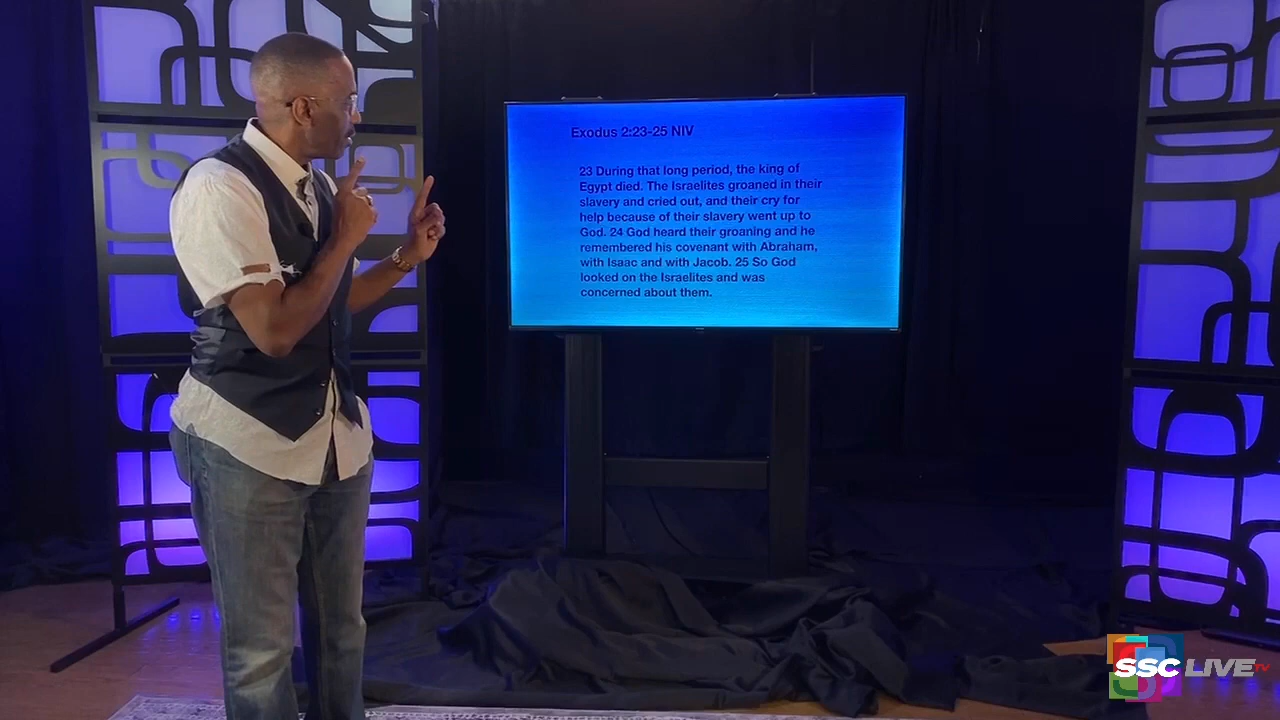 Exodus 2:23-25 NIV
23 During that long period, the king of
Egypt died. The Israelites groaned in their
slavery and cried out, and their cry for
help because of their slavery went up to
God. 24 God heard their groaning and he
remembered his covenant with Abraham,
with Isaac and with Jacob. 25 So God
looked on the Israelites and was
concerned about them.
SSC LIVE TV